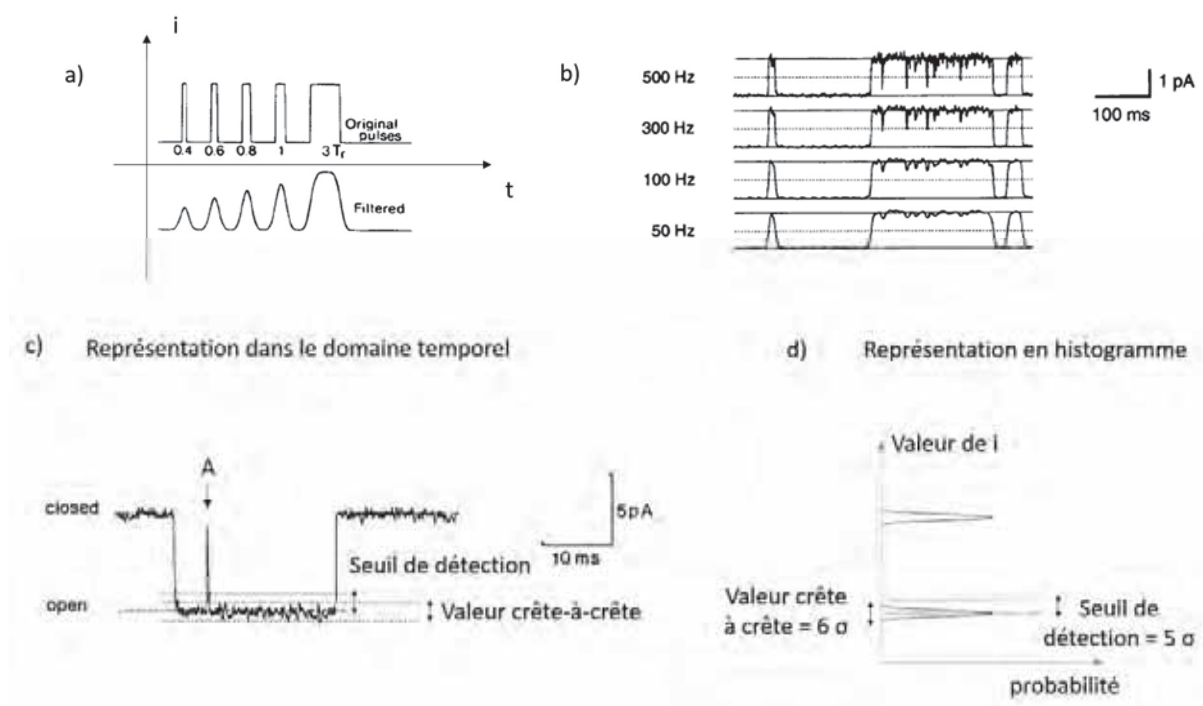 i
a)
Original
pulses
0.4 0.6 0.8 1 3 Tr
t
Filtered
b)
500 Hz
300 Hz
100 Hz
50 Hz
1 pA
100 ms
c) Représentation dans le domaine temporel
A
closed
5 pA
10 ms
Seuil de détection
open
Valeur crête-à-crête
d) Représentation en histogramme
Valeur de i
Valeur crête
à crête = 6 σ
Seuil de
détection = 5 σ
probabilité